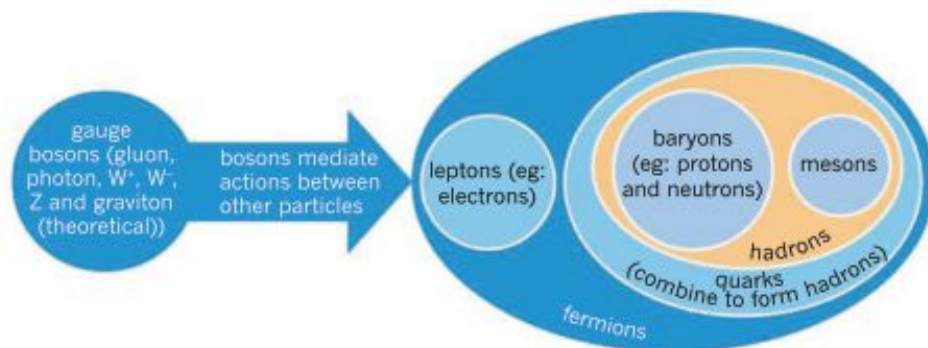 gauge
bosons (gluon,
photon, W⁺, W⁻,
Z and graviton
(theoretical))
bosons mediate
actions between
other particles
leptons (eg:
electrons)
baryons
(eg: protons
and neutrons)
mesons
hadrons
quarks
(combine to form hadrons)
fermions